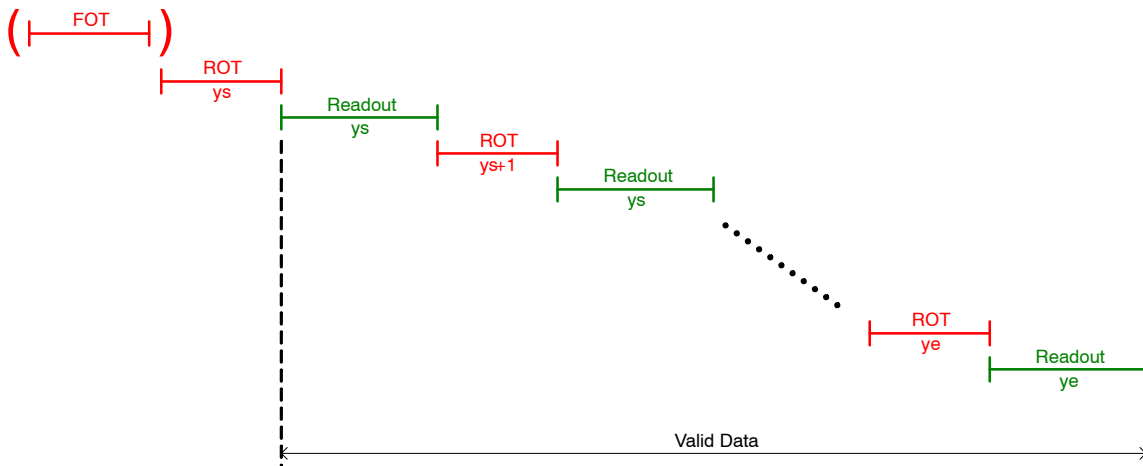 ( FOT )
ROT
ys
Readout
ys
ROT
ys+1
Readout
ys
ROT
ye
Readout
ye
Valid Data